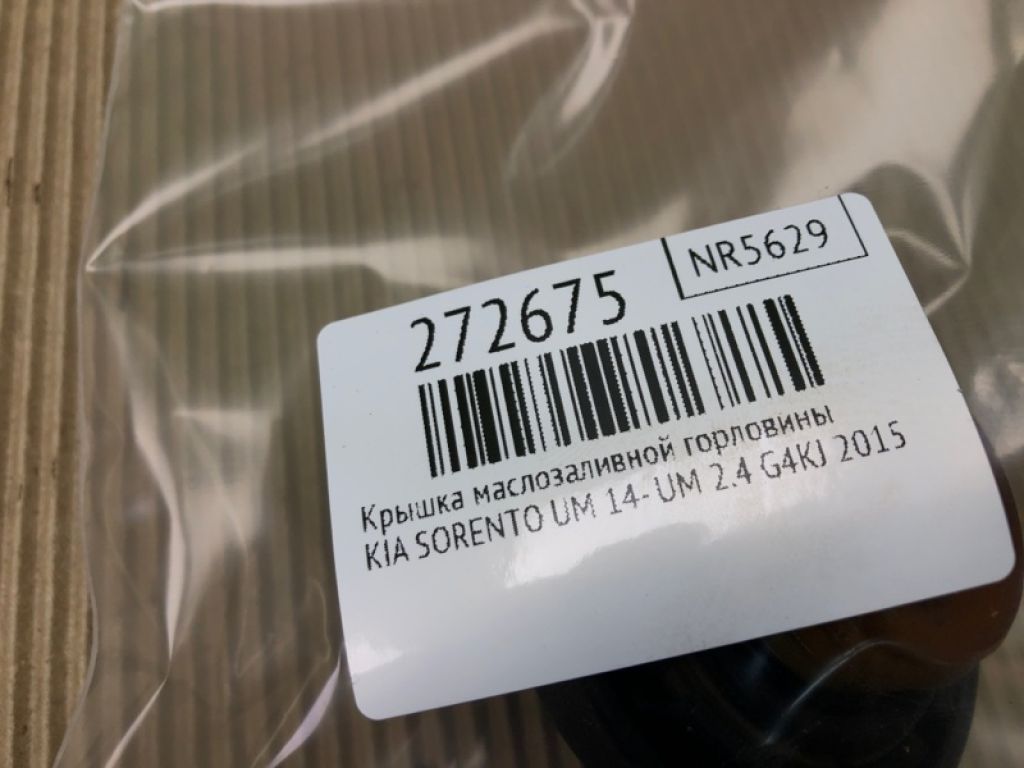 NR5629
272675
Крышка маслозаливной горловины
KIA SORENTO UM 14- UM 2.4 G4KJ 2015